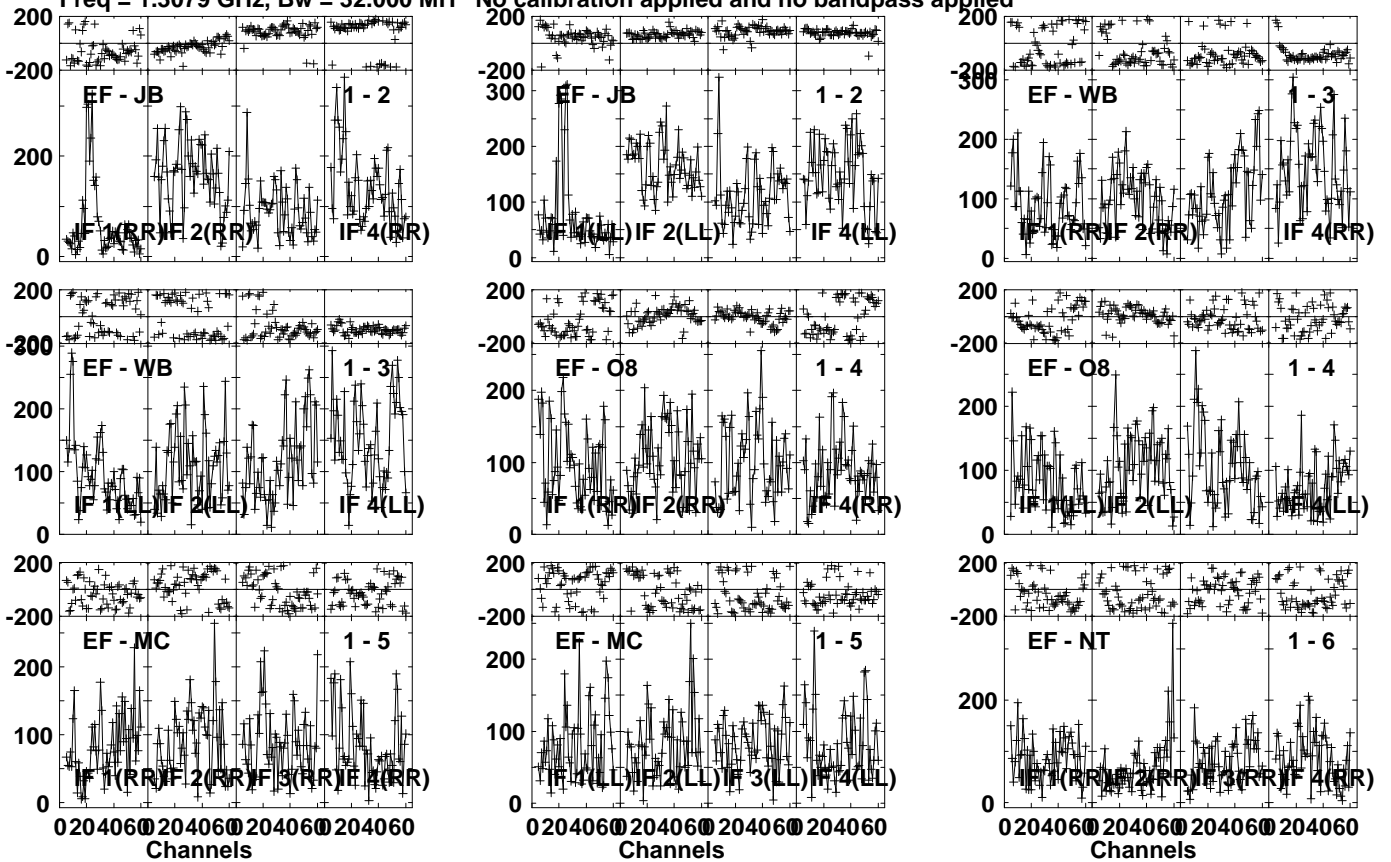 Freq = 1.3079 GHz, Bw = 32.000 MH No calibration applied and no bandpass applied
200
-200
EF - JB 1 - 2
200
100
0
IF 1(RR) IF 2(RR) IF 4(RR)
200
-200
300
EF - JB 1 - 2
200
100
0
IF 1(LL) IF 2(LL) IF 4(LL)
200
-200
300
EF - WB 1 - 3
200
100
0
IF 1(RR) IF 2(RR) IF 4(RR)
200
-200
300
EF - WB 1 - 3
200
100
0
IF 1(LL) IF 2(LL) IF 4(LL)
200
-200
EF - O8 1 - 4
200
100
0
IF 1(RR) IF 2(RR) IF 4(RR)
200
-200
EF - O8 1 - 4
200
100
0
IF 1(LL) IF 2(LL) IF 4(LL)
200
-200
EF - MC 1 - 5
200
100
0
IF 1(RR) IF 2(RR) IF 3(RR) IF 4(RR)
0 20 40 60 0 20 40 60 0 20 40 60 0 20 40 60
Channels
200
-200
EF - MC 1 - 5
200
100
0
IF 1(LL) IF 2(LL) IF 3(LL) IF 4(LL)
0 20 40 60 0 20 40 60 0 20 40 60 0 20 40 60
Channels
200
-200
EF - NT 1 - 6
200
100
0
IF 1(RR) IF 2(RR) IF 3(RR) IF 4(RR)
0 20 40 60 0 20 40 60 0 20 40 60 0 20 40 60
Channels